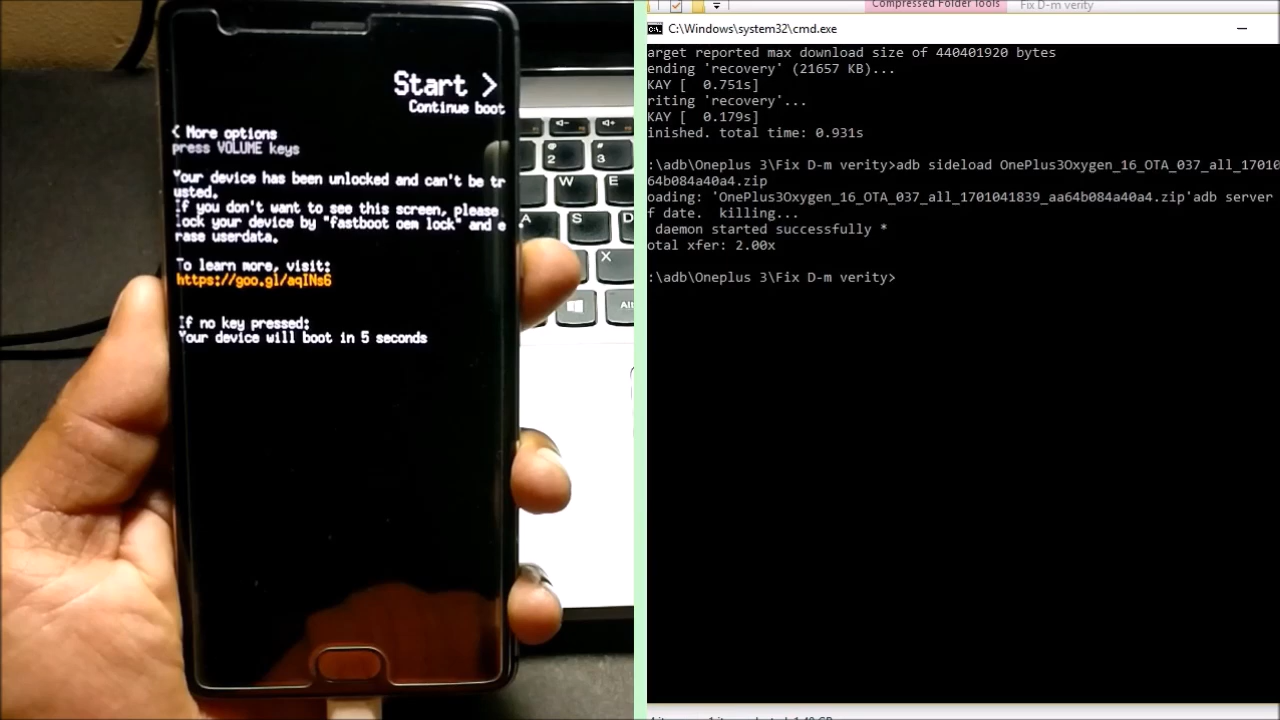 Start >
Continue boot
< More options
press VOLUME keys
Your device has been unlocked and can't be tr
usted.
If you don't want to see this screen, please
lock your device by "fastboot oem lock" and e
rase userdata.
To learn more, visit:
https://goo.gl/aqINs6
If no key pressed:
Your device will boot in 5 seconds
2
3
W
E
A
S
D
X
Alt
Compressed Folder Tools
Fix D-m verity
C:\Windows\system32\cmd.exe
arget reported max download size of 440401920 bytes
ending 'recovery' (21657 KB)...
KAY [  0.751s]
riting 'recovery'...
KAY [  0.179s]
inished. total time: 0.931s
:\adb\Oneplus 3\Fix D-m verity>adb sideload OnePlus3Oxygen_16_OTA_037_all_17010
64b084a40a4.zip
oading: 'OnePlus3Oxygen_16_OTA_037_all_1701041839_aa64b084a40a4.zip'adb server
f date.  killing...
daemon started successfully *
otal xfer: 2.00x
:\adb\Oneplus 3\Fix D-m verity>